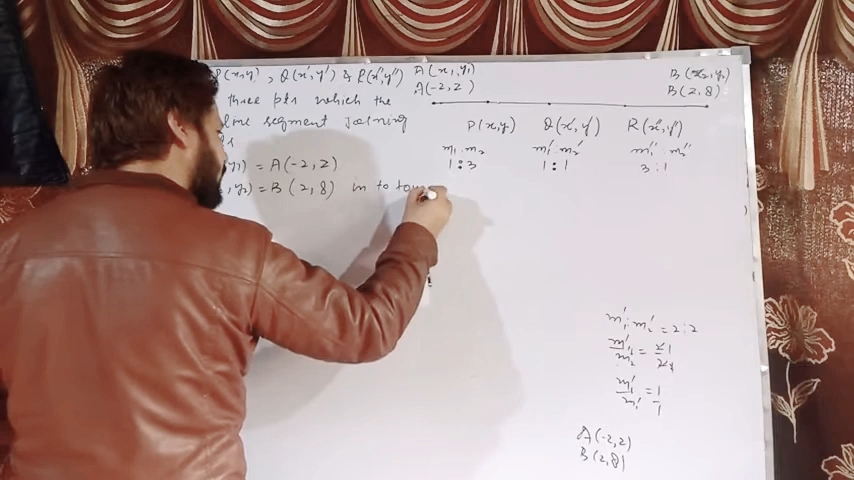 P(x,y), Q(x',y') & R(x'',y'')
three pts which the
line segment joining
y₁) = A(-2,2)
, y₂) = B(2,8) in to
A(x₁,y₁)
A(-2,2)
B(x₂,y₂)
B(2,8)
P(x,y) Q(x',y') R(x'',y'')
m₁:m₂ m₁':m₂' m₁'':m₂''
1:3 1:1 3:1
m₁':m₂' = 2:2
m₁'/m₂' = 2/2 1
m₁'/m₂' = 1/1
A(-2,2)
B(2,8)